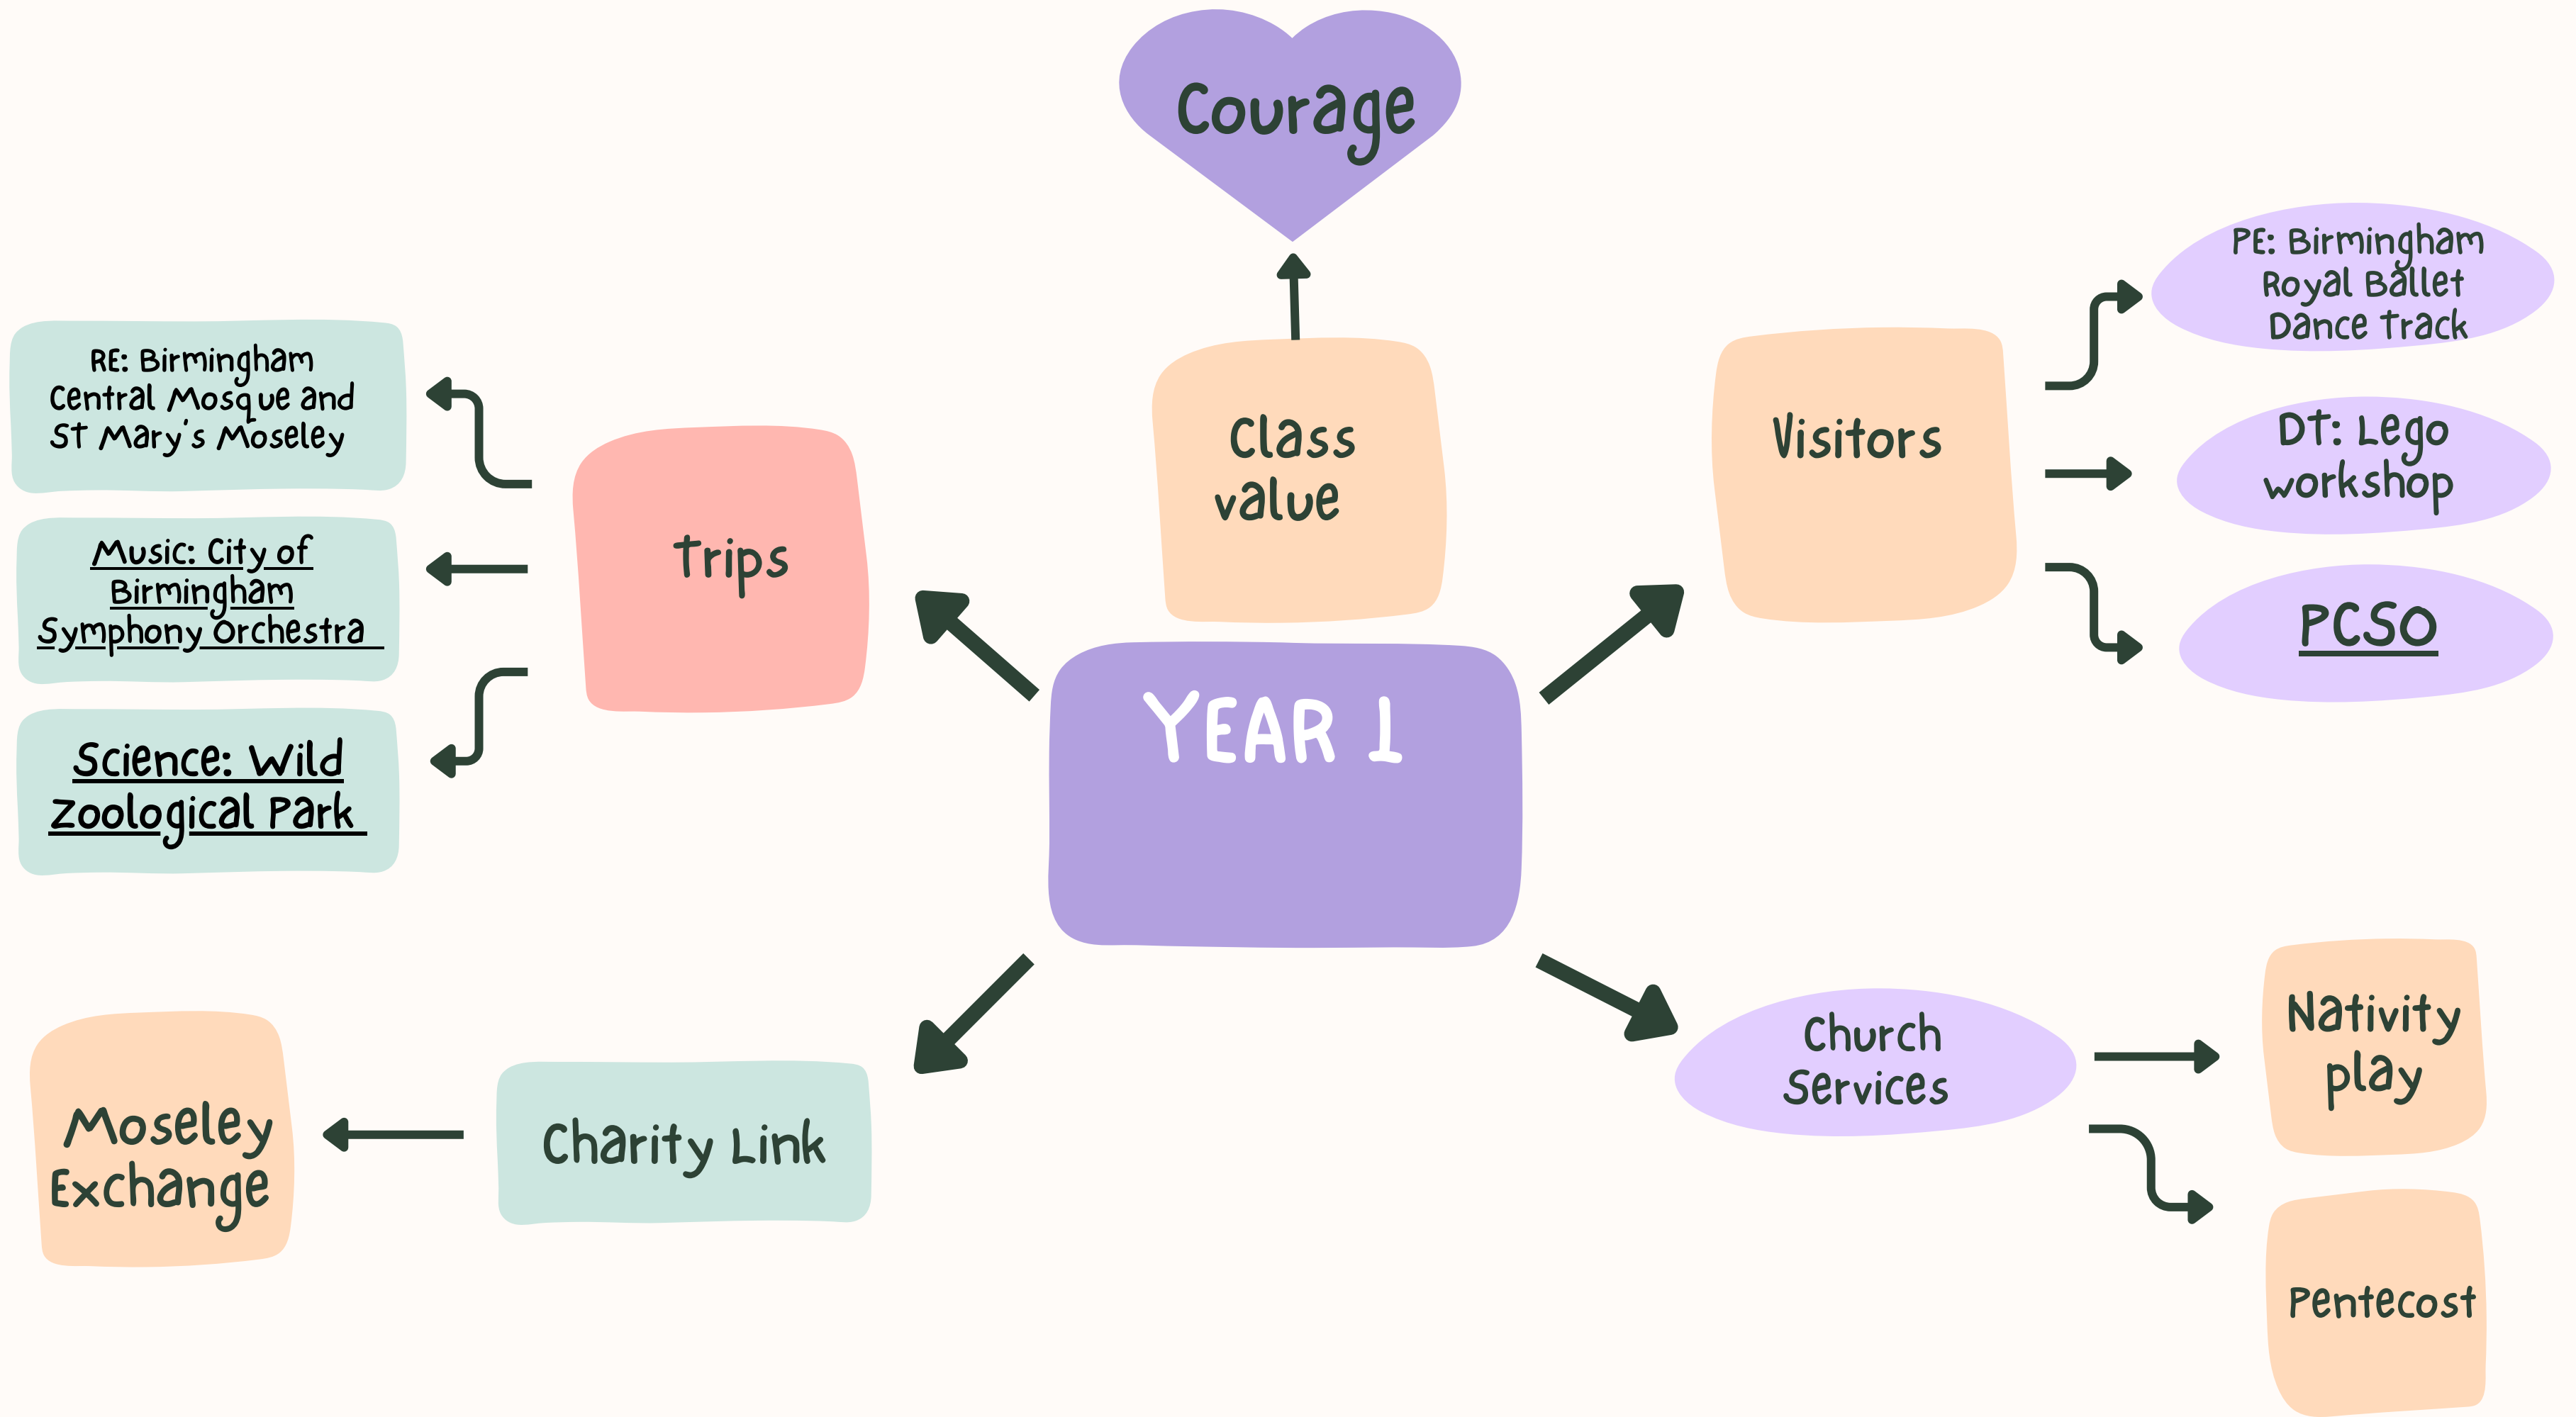 Courage
Class
value
YEAR 1
Trips
RE: Birmingham
Central Mosque and
St Mary's Moseley
Music: City of
Birmingham
Symphony Orchestra
Science: Wild
Zoological Park
Visitors
PE: Birmingham
Royal Ballet
Dance Track
DT: Lego
workshop
PCSO
Charity Link
Moseley
Exchange
Church
Services
Nativity
play
Pentecost